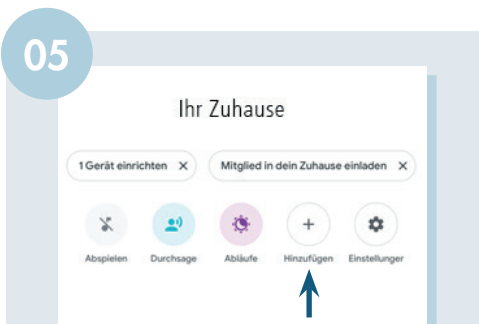 05
Ihr Zuhause
1 Gerät einrichten X Mitglied in dein Zuhause einladen X
Abspielen Durchsage Abläufe Hinzufügen Einstellunger